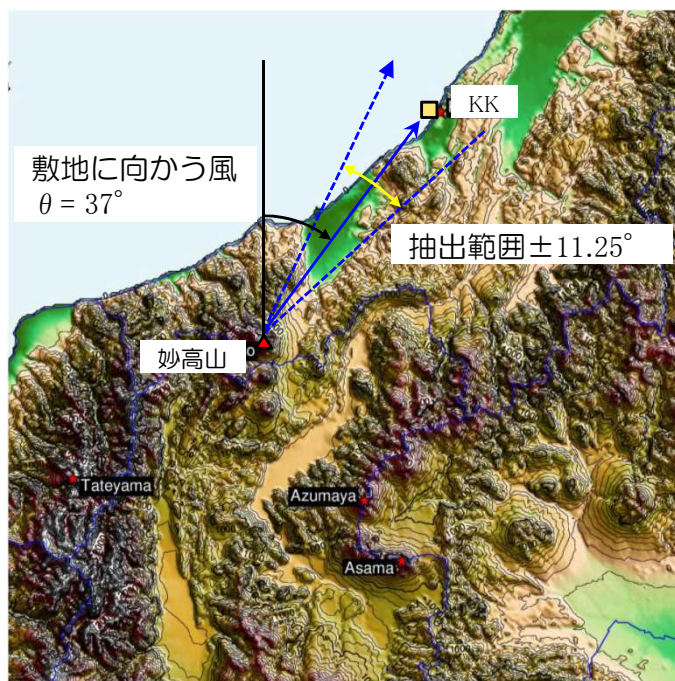 KK
敷地に向かう風
θ = 37°
抽出範囲±11.25°
妙高山
Tateyama
Azumaya
Asama